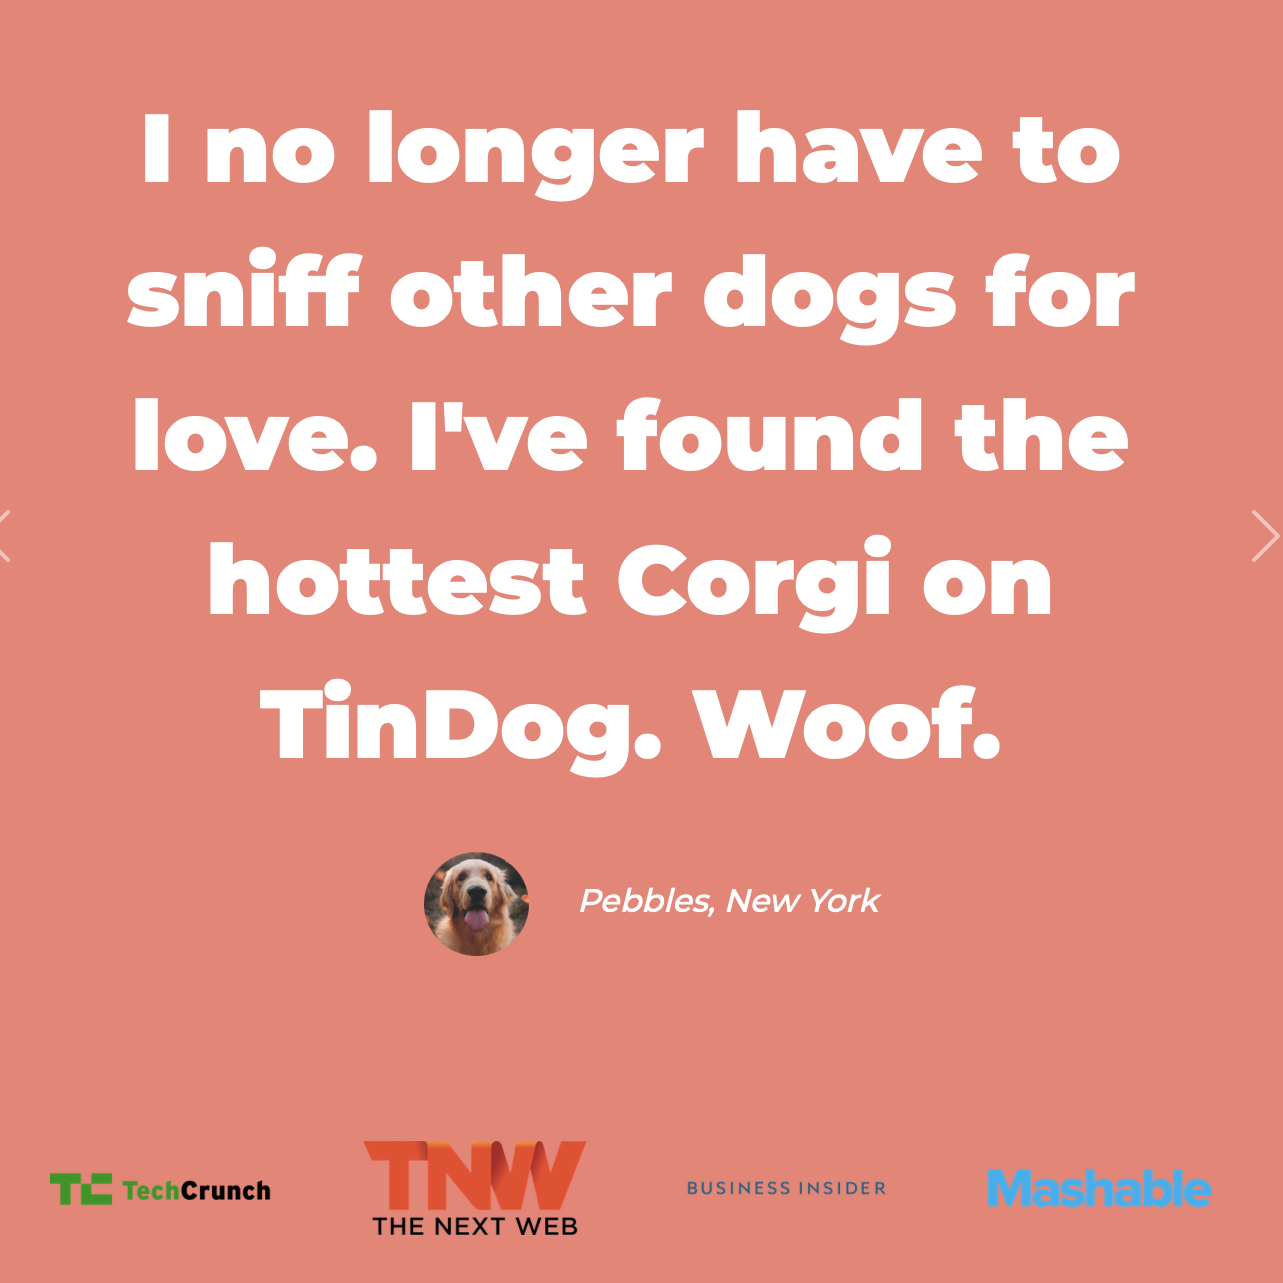 I no longer have to
sniff other dogs for
love. I've found the
hottest Corgi on
TinDog. Woof.
Pebbles, New York
TC TechCrunch
TNW
THE NEXT WEB
BUSINESS INSIDER
Mashable